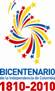 BICENTENARIO
de la Independencia de Colombia
1810-2010